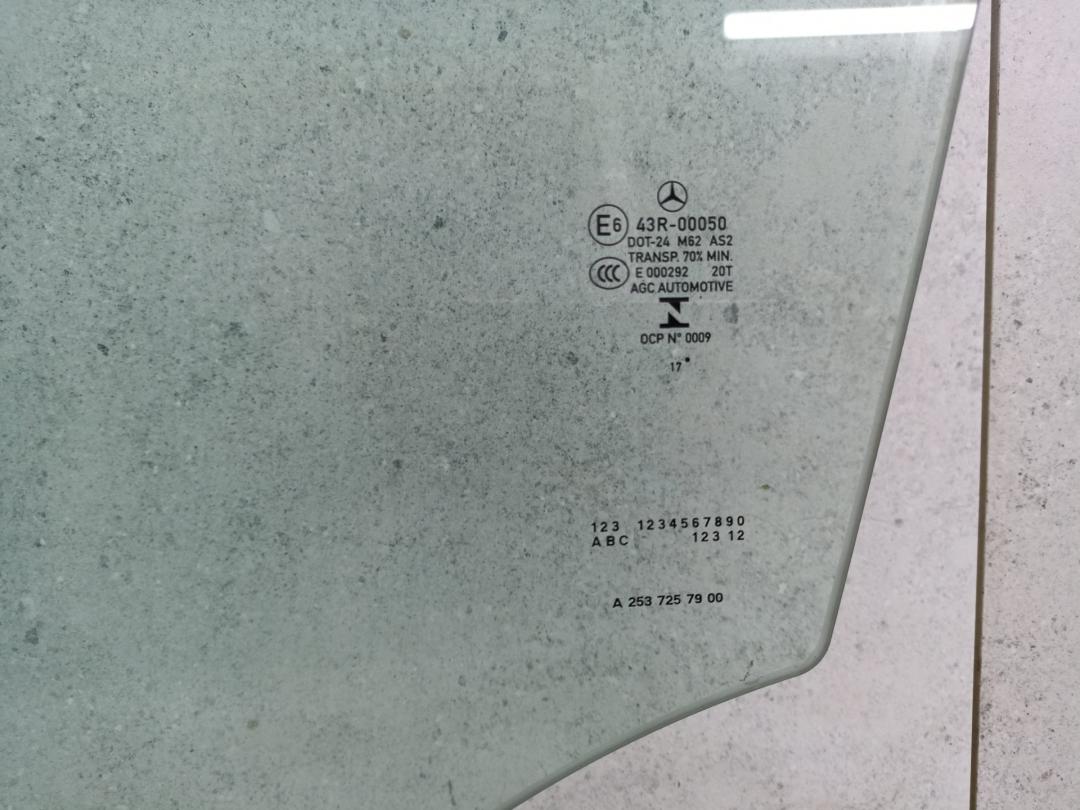 E6 43R-00050
DOT-24 M62 AS2
TRANSP. 70% MIN.
CCC E 000292 20T
AGC AUTOMOTIVE
N
OCP N° 0009
17
123 1234567890
ABC 123 12
A 253 725 79 00